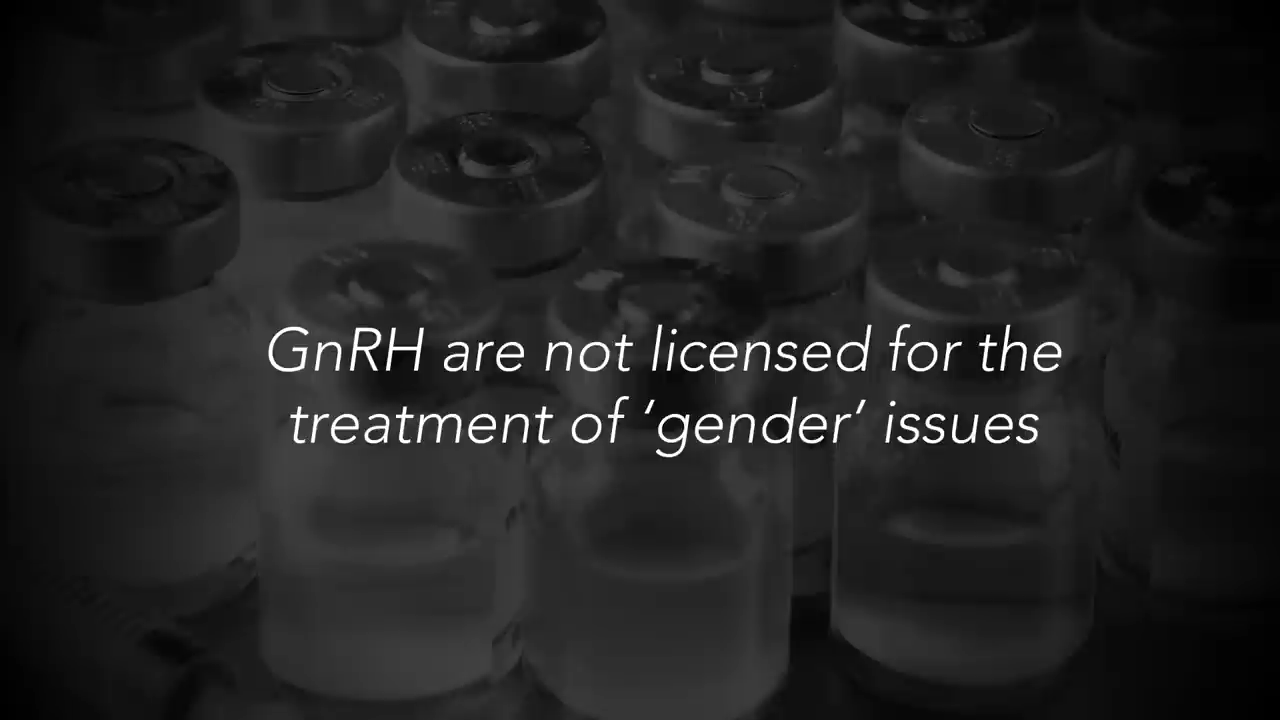 GnRH are not licensed for the
treatment of ‘gender’ issues